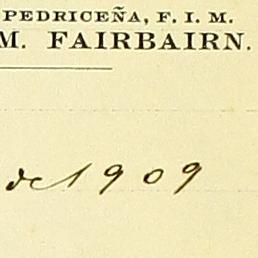 PEDRICEÑA, F. I. M.
M. FAIRBAIRN.
de 1909